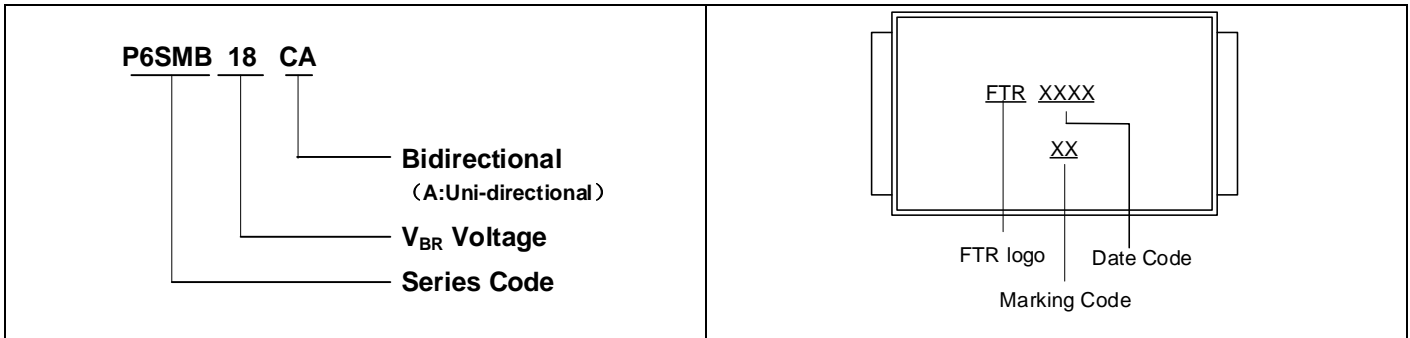 P6SMB 18 CA
Bidirectional
（A:Uni-directional）
VBR Voltage
Series Code
FTR XXXX
XX
FTR logo
Date Code
Marking Code